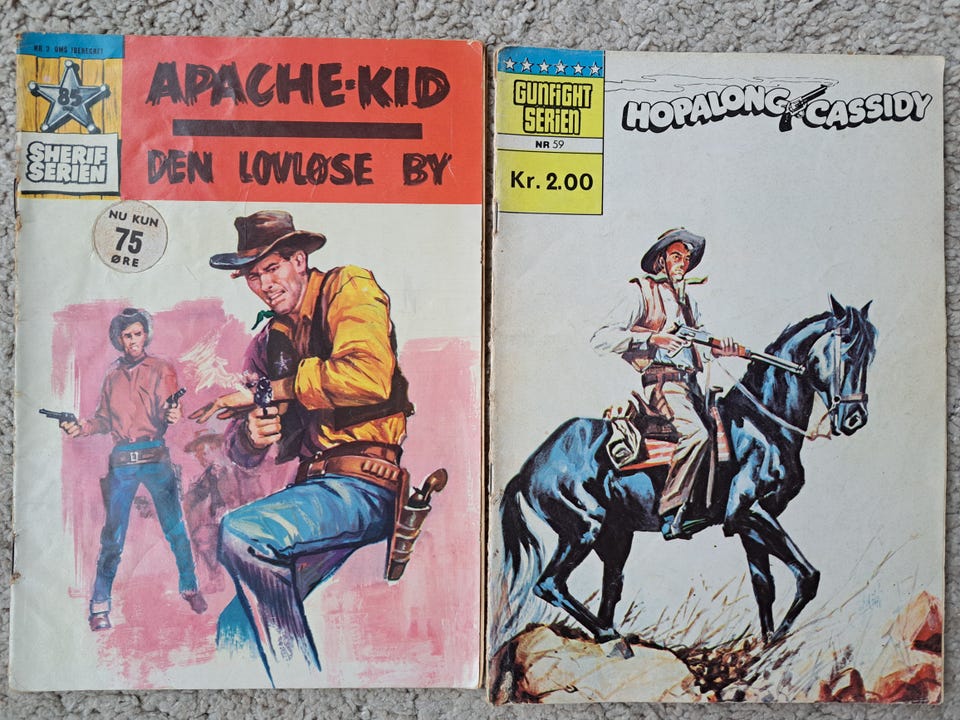 85
SHERIF
SERIEN
APACHE-KID
DEN LOVLØSE BY
NU KUN
75
ØRE
GUNFIGHT
SERIEN
NR 59
Kr. 2.00
HOPALONG CASSIDY